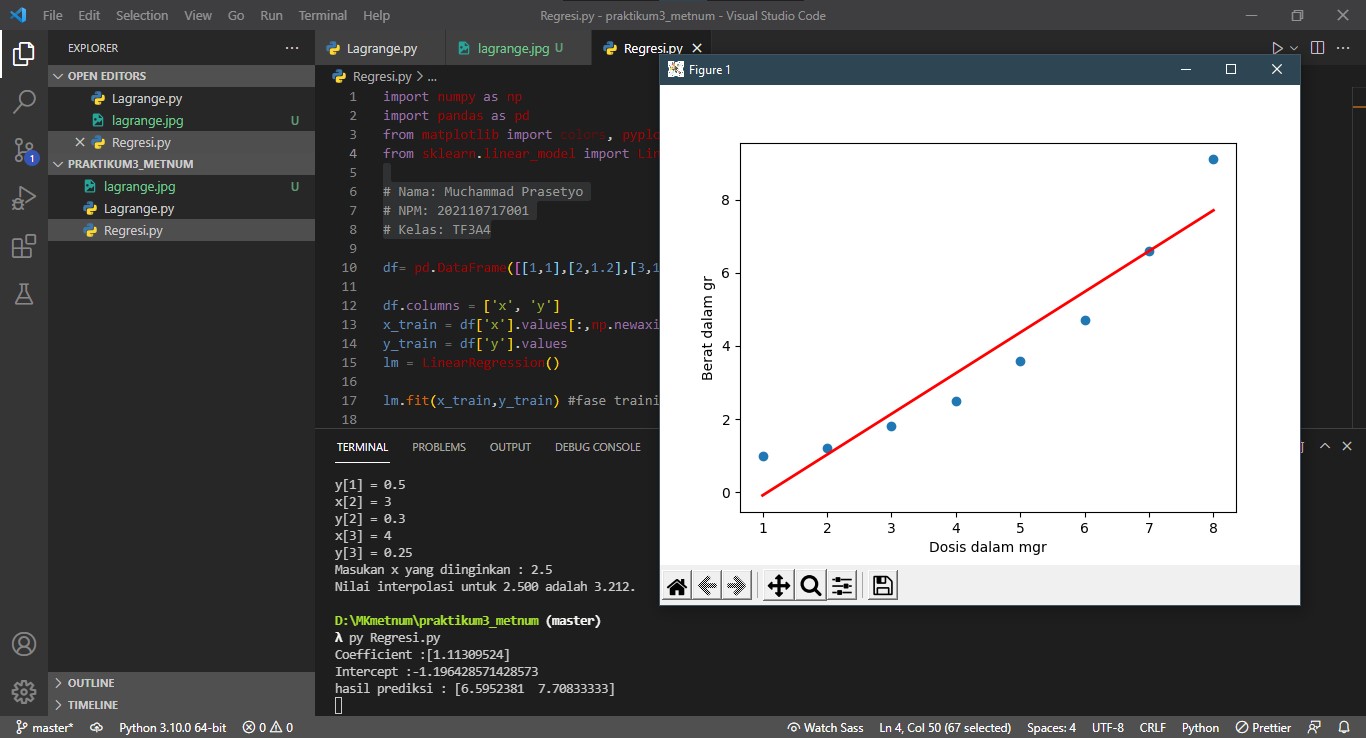 File Edit Selection View Go Run Terminal Help Regresi.py - praktikum3_metnum - Visual Studio Code
EXPLORER
OPEN EDITORS
Lagrange.py
lagrange.jpg U
Regresi.py
PRAKTIKUM3_METNUM
lagrange.jpg U
Lagrange.py
Regresi.py
OUTLINE
TIMELINE
1
Lagrange.py lagrange.jpg U Regresi.py
Regresi.py > ...
1 import numpy as np
2 import pandas as pd
3 from matplotlib import colors, pyplo
4 from sklearn.linear_model import Lin
5
6 # Nama: Muchammad Prasetyo
7 # NPM: 202110717001
8 # Kelas: TF3A4
9
10 df= pd.DataFrame([[1,1],[2,1.2],[3,1
11
12 df.columns = ['x', 'y']
13 x_train = df['x'].values[:,np.newaxi
14 y_train = df['y'].values
15 lm = LinearRegression()
16
17 lm.fit(x_train,y_train) #fase traini
18
TERMINAL PROBLEMS OUTPUT DEBUG CONSOLE
y[1] = 0.5
x[2] = 3
y[2] = 0.3
x[3] = 4
y[3] = 0.25
Masukan x yang diinginkan : 2.5
Nilai interpolasi untuk 2.500 adalah 3.212.
D:\MKmetnum\praktikum3_metnum (master)
λ py Regresi.py
Coefficient :[1.11309524]
Intercept :-1.196428571428573
hasil prediksi : [6.5952381  7.70833333]
Figure 1
8
6
4
2
0
Berat dalam gr
1 2 3 4 5 6 7 8
Dosis dalam mgr
master* Python 3.10.0 64-bit 0 0 Watch Sass Ln 4, Col 50 (67 selected) Spaces: 4 UTF-8 CRLF Python Prettier